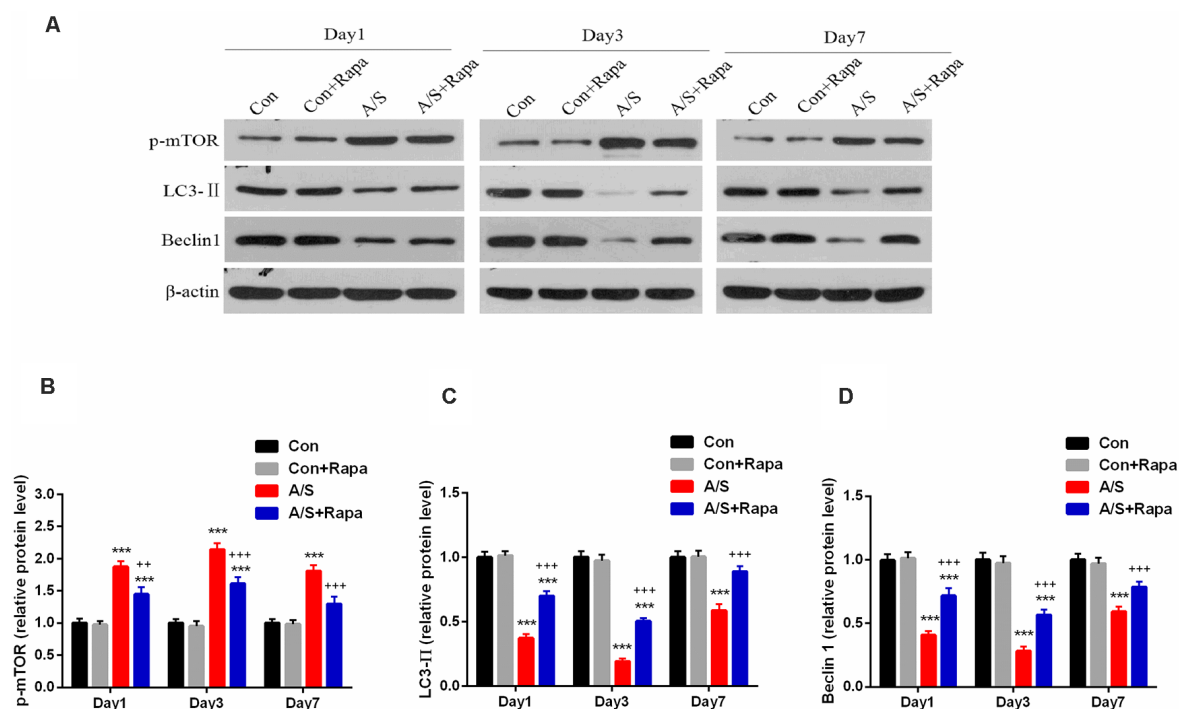 A
Day1 Day3 Day7
Con Con+Rapa A/S A/S+Rapa Con Con+Rapa A/S A/S+Rapa Con Con+Rapa A/S A/S+Rapa
p-mTOR
LC3-Ⅱ
Beclin1
β-actin
B
Con
Con+Rapa
A/S
A/S+Rapa
p-mTOR (relative protein level)
3.0
2.5
2.0
1.5
1.0
0.5
0.0
*** ++ *** *** +++ *** *** +++
Day1 Day3 Day7
C
Con
Con+Rapa
A/S
A/S+Rapa
LC3-Π (relative protein level)
1.5
1.0
0.5
0.0
*** +++ *** *** +++ *** *** +++
Day1 Day3 Day7
D
Con
Con+Rapa
A/S
A/S+Rapa
Beclin 1 (relative protein level)
1.5
1.0
0.5
0.0
*** +++ *** *** +++ *** *** +++
Day1 Day3 Day7